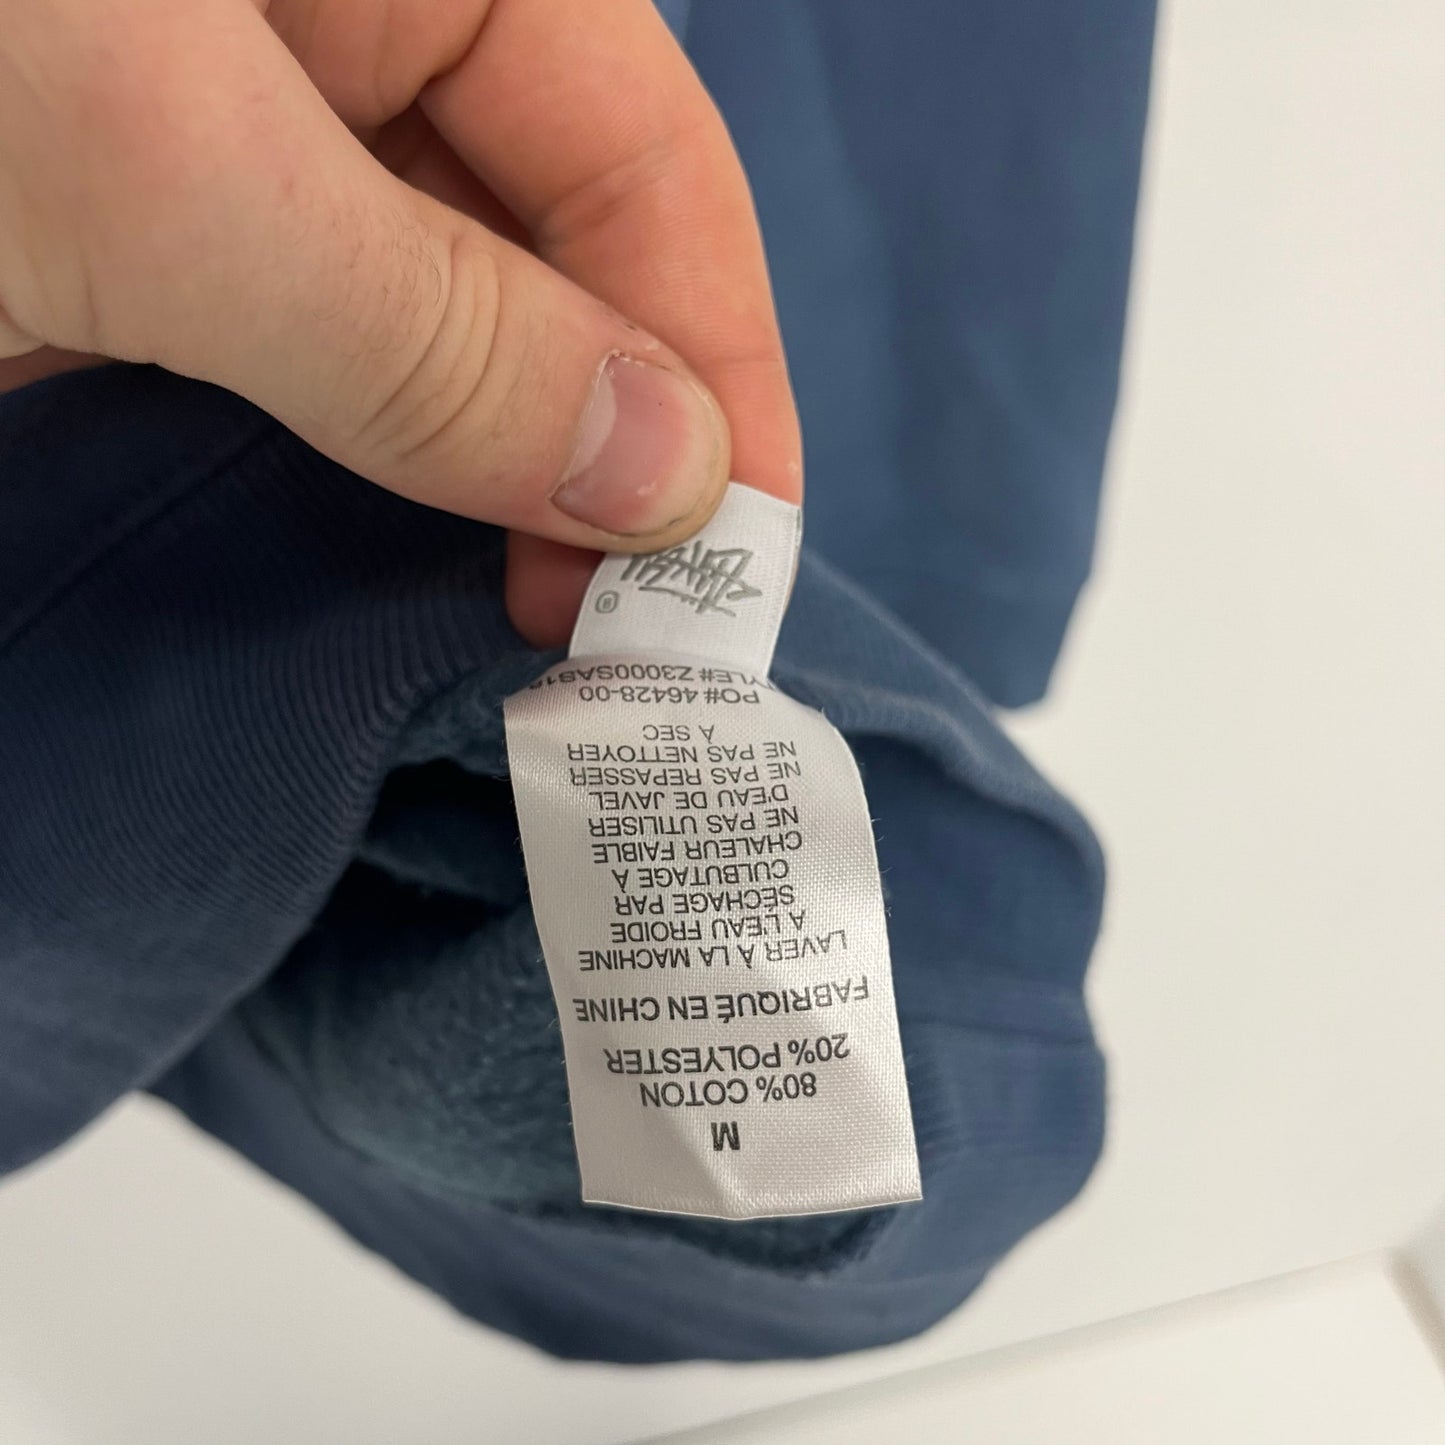 M
80% COTON
20% POLYESTER
FABRIQUÉ EN CHINE
LAVER À LA MACHINE
A L'EAU FROIDE
SÉCHAGE PAR
CULBUTAGE À
CHALEUR FAIBLE
NE PAS UTILISER
D'EAU DE JAVEL
NE PAS REPASSER
NE PAS NETTOYER
A SEC
PO# 46428-00
®